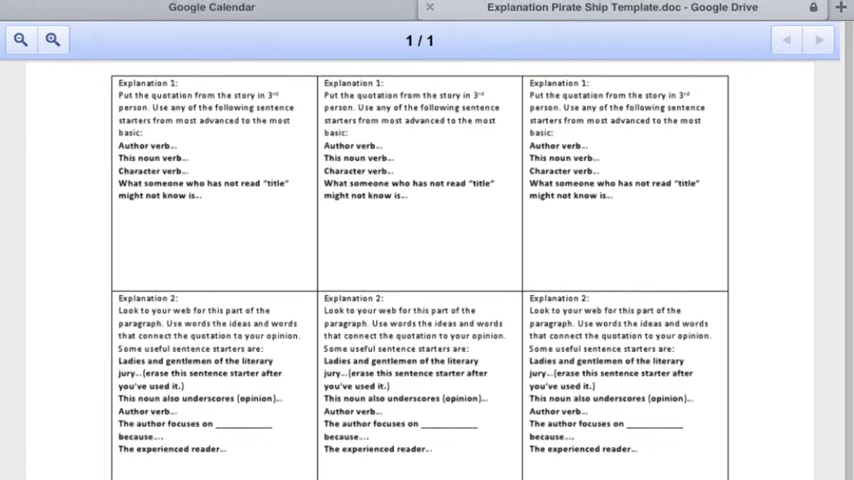 Google Calendar
Explanation Pirate Ship Template.doc - Google Drive
1 / 1
Explanation 1:
Put the quotation from the story in 3rd
person. Use any of the following sentence
starters from most advanced to the most
basic:
Author verb...
This noun verb...
Character verb...
What someone who has not read "title"
might not know is...
Explanation 1:
Put the quotation from the story in 3rd
person. Use any of the following sentence
starters from most advanced to the most
basic:
Author verb...
This noun verb...
Character verb...
What someone who has not read "title"
might not know is...
Explanation 1:
Put the quotation from the story in 3rd
person. Use any of the following sentence
starters from most advanced to the most
basic:
Author verb...
This noun verb...
Character verb...
What someone who has not read "title"
might not know is...
Explanation 2:
Look to your web for this part of the
paragraph. Use words the ideas and words
that connect the quotation to your opinion.
Some useful sentence starters are:
Ladies and gentlemen of the literary
jury...(erase this sentence starter after
you've used it.)
This noun also underscores (opinion)...
Author verb...
The author focuses on ___________
because....
The experienced reader...
Explanation 2:
Look to your web for this part of the
paragraph. Use words the ideas and words
that connect the quotation to your opinion.
Some useful sentence starters are:
Ladies and gentlemen of the literary
jury...(erase this sentence starter after
you've used it.)
This noun also underscores (opinion)...
Author verb...
The author focuses on ___________
because....
The experienced reader...
Explanation 2:
Look to your web for this part of the
paragraph. Use words the ideas and words
that connect the quotation to your opinion.
Some useful sentence starters are:
Ladies and gentlemen of the literary
jury...(erase this sentence starter after
you've used it.)
This noun also underscores (opinion)...
Author verb...
The author focuses on ___________
because....
The experienced reader...